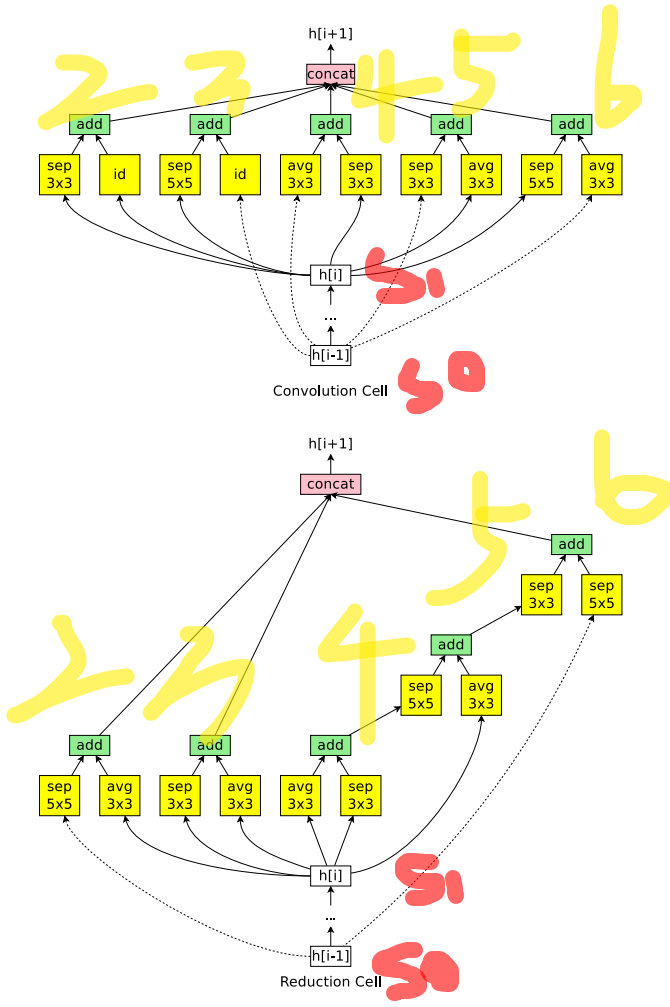 h[i+1]
concat
2 3 4 5 6
add add add add add
sep 3x3 id sep 5x5 id avg 3x3 sep 3x3 sep 3x3 avg 3x3 sep 5x5 avg 3x3
h[i] S1
...
h[i-1] S0
Convolution Cell
h[i+1]
concat
6
5
add
sep 3x3 sep 5x5
4
add
sep 5x5 avg 3x3
2 3
add add add
sep 5x5 avg 3x3 sep 3x3 avg 3x3 avg 3x3 sep 3x3
h[i] S1
...
h[i-1] S0
Reduction Cell